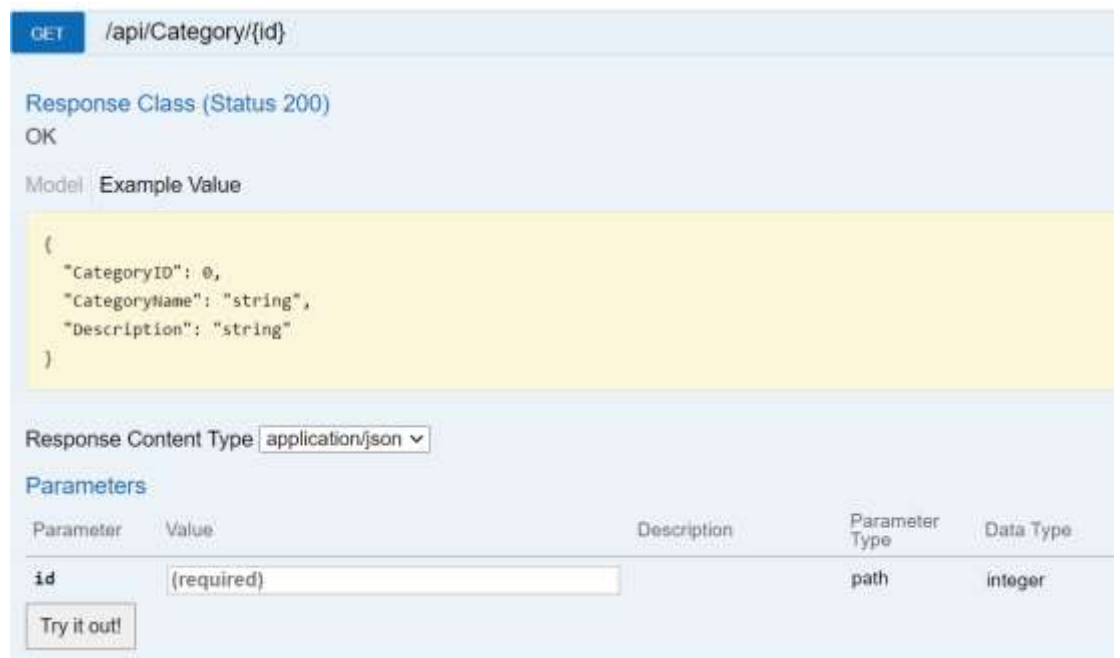 GET /api/Category/{id}
Response Class (Status 200)
OK
Model Example Value
{
"CategoryID": 0,
"CategoryName": "string",
"Description": "string"
}
Response Content Type application/json
Parameters
Parameter Value Description Parameter Type Data Type
id (required) path integer
Try it out!